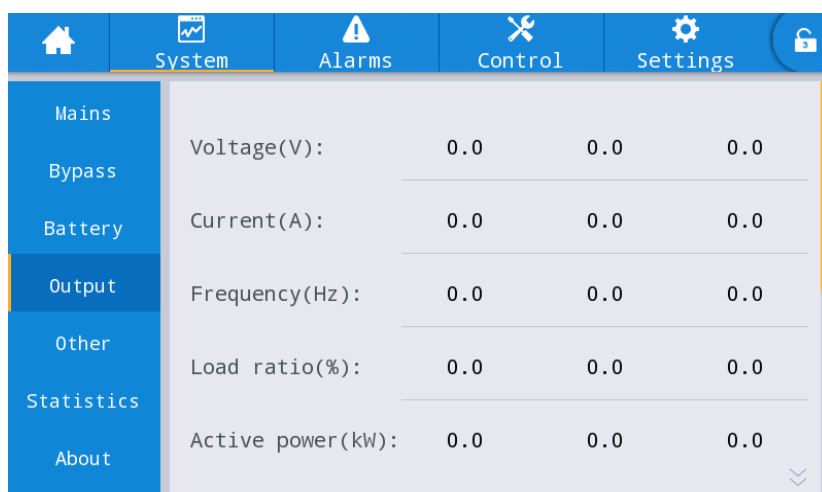 System Alarms Control Settings 3
Mains
Bypass
Battery
Output
Other
Statistics
About
Voltage(V): 0.0 0.0 0.0
Current(A): 0.0 0.0 0.0
Frequency(Hz): 0.0 0.0 0.0
Load ratio(%): 0.0 0.0 0.0
Active power(kW): 0.0 0.0 0.0